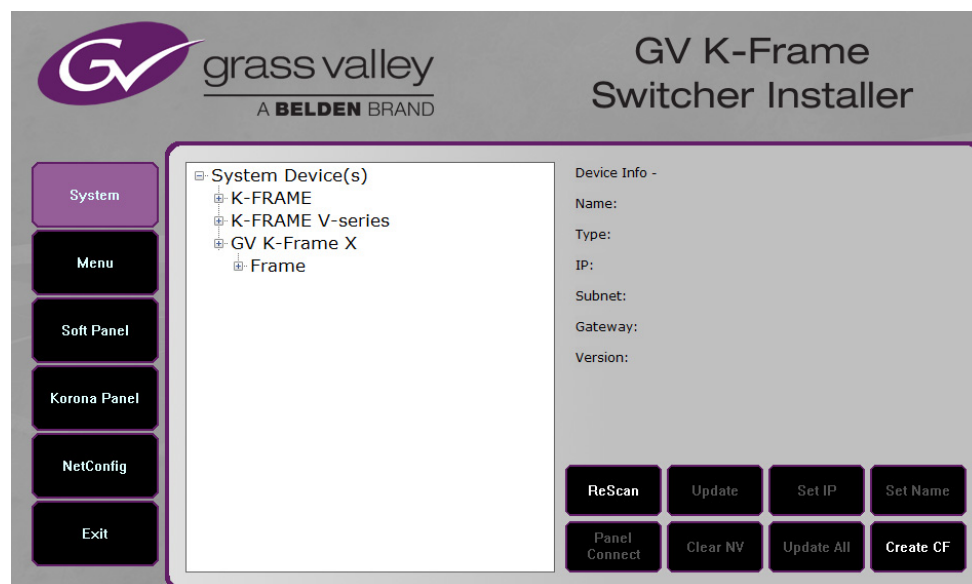 GV
grass valley
A BELDEN BRAND
GV K-Frame
Switcher Installer
System
Menu
Soft Panel
Korona Panel
NetConfig
Exit
System Device(s)
K-FRAME
K-FRAME V-series
GV K-Frame X
Frame
Device Info -
Name:
Type:
IP:
Subnet:
Gateway:
Version:
ReScan
Update
Set IP
Set Name
Panel
Connect
Clear NV
Update All
Create CF